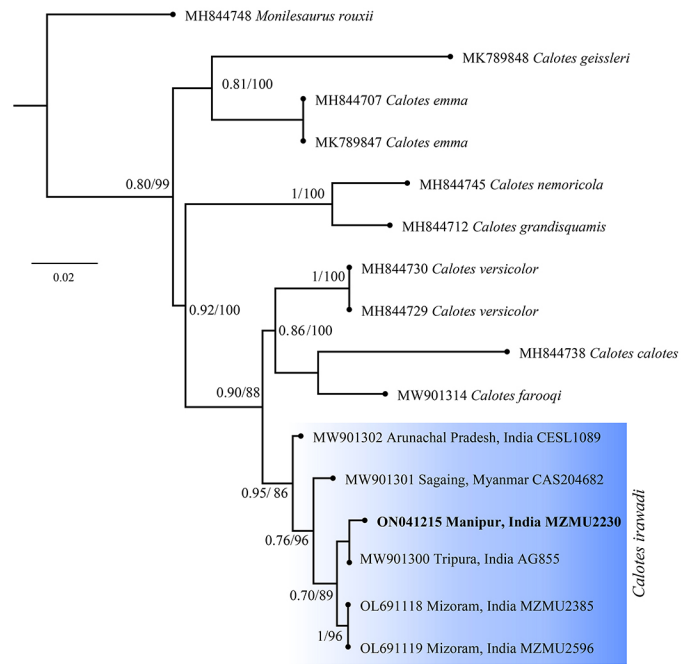 MH844748 Monilesaurus rouxii
MK789848 Calotes geissleri
0.81/100
MH844707 Calotes emma
MK789847 Calotes emma
0.80/99
MH844745 Calotes nemoricola
1/100
MH844712 Calotes grandisquamis
0.02
MH844730 Calotes versicolor
1/100
MH844729 Calotes versicolor
0.92/100
0.86/100
MH844738 Calotes calotes
0.90/88
MW901314 Calotes farooqi
MW901302 Arunachal Pradesh, India CESL1089
0.95/ 86
MW901301 Sagaing, Myanmar CAS204682
0.76/96
ON041215 Manipur, India MZMU2230
MW901300 Tripura, India AG855
0.70/89
OL691118 Mizoram, India MZMU2385
1/96
OL691119 Mizoram, India MZMU2596
Calotes irawadi